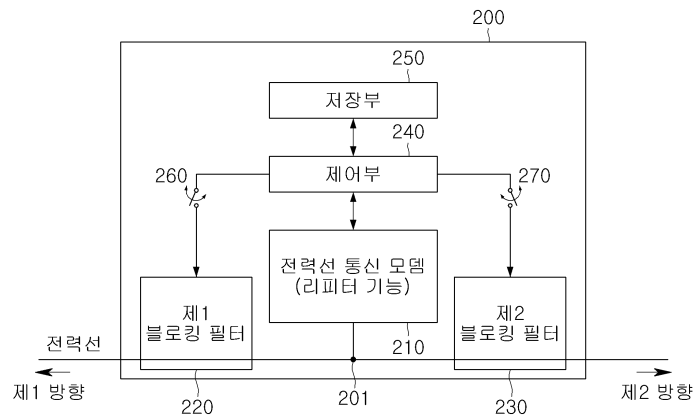 200
250
저장부
240
제어부
260
270
전력선 통신 모뎀
(리피터 기능)
제1
블로킹 필터
제2
블로킹 필터
전력선
210
제1 방향
220
201
230
제2 방향